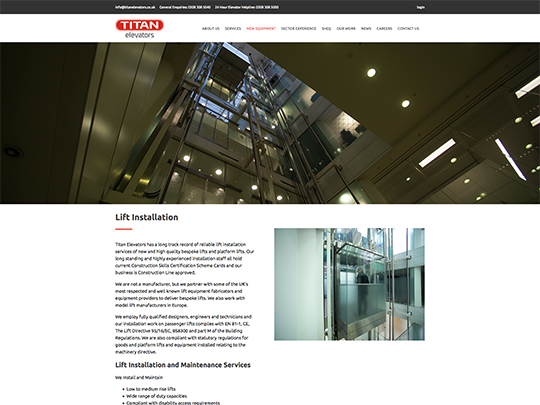 info@titanelevators.co.uk General Enquiries: 0208 308 5040 24 Hour Elevator Helpline: 0208 308 5000 login
TITAN
elevators
ABOUT US SERVICES NEW EQUIPMENT SECTOR EXPERIENCE SHEQ OUR WORK NEWS CAREERS CONTACT US
Lift Installation
Titan Elevators has a long track record of reliable lift installation
services of new and high quality bespoke lifts and platform lifts. Our
long standing and highly experienced installation staff all hold
current Construction Skills Certification Scheme Cards and our
business is Construction Line approved.
We are not a manufacturer, but we partner with some of the UK's
most respected and well known lift equipment fabricators and
equipment providers to deliver bespoke lifts. We also work with
model lift manufacturers in Europe.
We employ fully qualified designers, engineers and technicians and
our installation work on passenger lifts complies with EN 81-1, CE,
The Lift Directive 95/16/EC, BS8300 and part M of the Building
Regulations. We are also compliant with statutory regulations for
goods and platform lifts and equipment installed relating to the
machinery directive.
Lift Installation and Maintenance Services
We Install and Maintain
• Low to medium rise lifts
• Wide range of duty capacities
• Compliant with disability access requirements